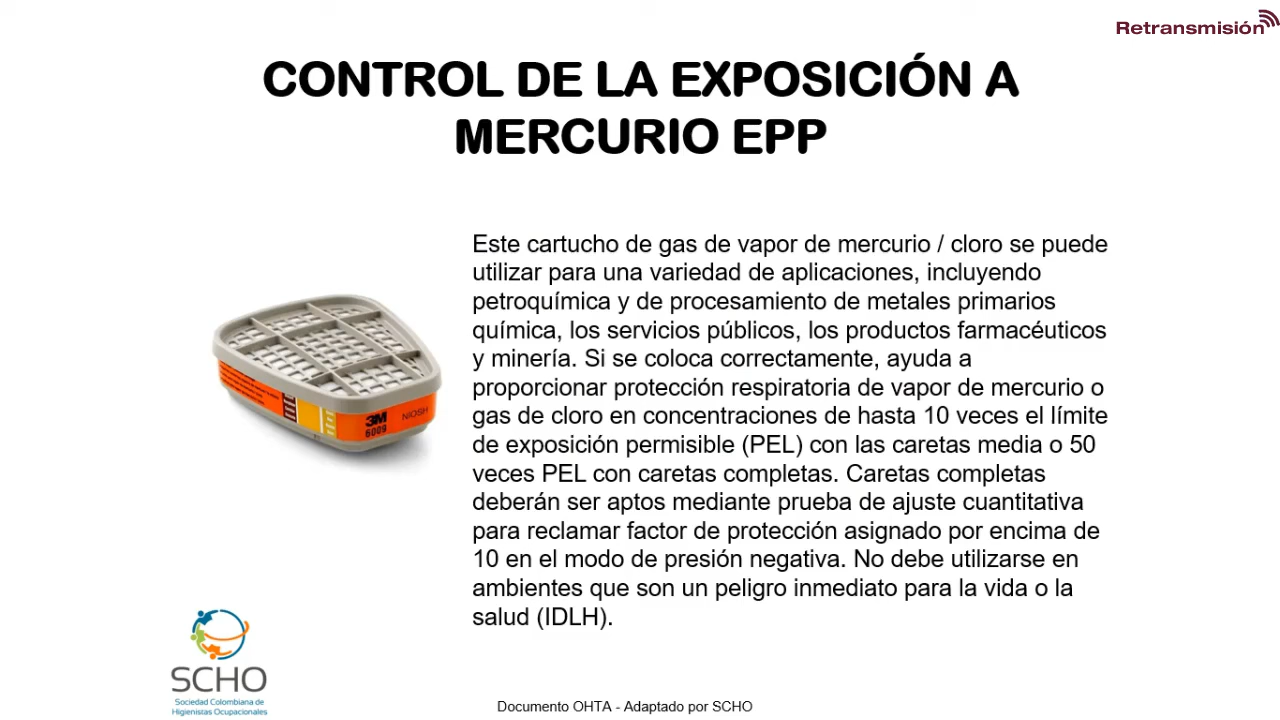 Retransmisión
CONTROL DE LA EXPOSICIÓN A
MERCURIO EPP
Este cartucho de gas de vapor de mercurio / cloro se puede
utilizar para una variedad de aplicaciones, incluyendo
petroquímica y de procesamiento de metales primarios
química, los servicios públicos, los productos farmacéuticos
y minería. Si se coloca correctamente, ayuda a
proporcionar protección respiratoria de vapor de mercurio o
gas de cloro en concentraciones de hasta 10 veces el límite
de exposición permisible (PEL) con las caretas media o 50
veces PEL con caretas completas. Caretas completas
deberán ser aptos mediante prueba de ajuste cuantitativa
para reclamar factor de protección asignado por encima de
10 en el modo de presión negativa. No debe utilizarse en
ambientes que son un peligro inmediato para la vida o la
salud (IDLH).
3M
6009
NIOSH
SCHO
Sociedad Colombiana de
Higienistas Ocupacionales
Documento OHTA - Adaptado por SCHO